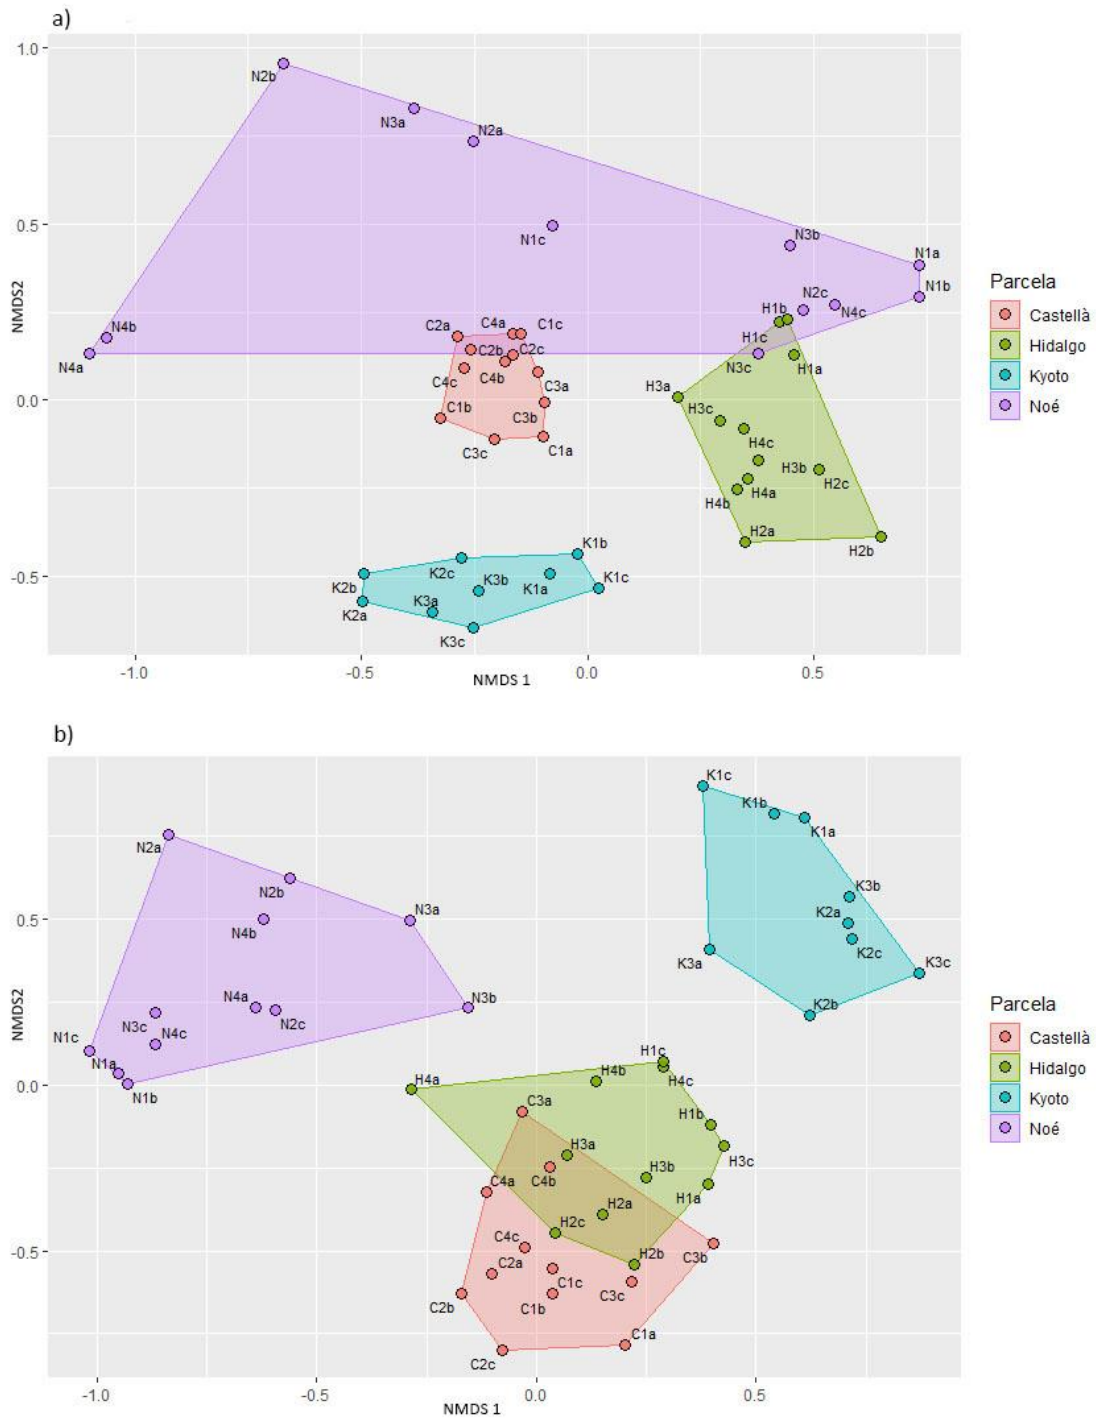 a)
1.0
N2b
N3a
N2a
0.5
N1c
N3b
N1a
N1b
N2c
N4c
N4b
N4a
C2a
C4a
C1c
H1b
H1c
N3c
H1a
C2b
C2c
C4c
C4b
C3a
H3a
0.0
C1b
C3b
H3c
H4c
C3c
C1a
H3b
H2c
H4b
H4a
H2a
H2b
-0.5
K2b
K2c
K1b
K3b
K1a
K1c
K2a
K3a
K3c
NMDS2
-1.0 -0.5 0.0 0.5
NMDS 1
Parcela
Castellà
Hidalgo
Kyoto
Noé
b)
K1c
K1b
K1a
N2a
N2b
K3b
N3a
K2a
0.5
N4b
K2c
K3a
K3c
N4a
N3b
K2b
N3c
N4c
N2c
N1c
N1a
N1b
0.0
H1c
H4b
H4c
H4a
C3a
H1b
H3a
H3c
C4b
H3b
C4a
H1a
H2a
H2c
C4c
H2b
C3b
-0.5
C2a
C1c
C3c
C2b
C1b
C1a
C2c
NMDS2
-1.0 -0.5 0.0 0.5
NMDS 1
Parcela
Castellà
Hidalgo
Kyoto
Noé